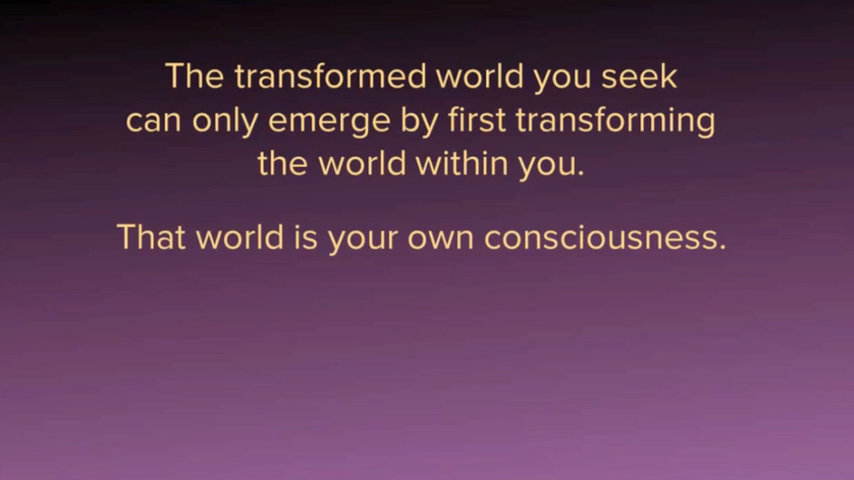 The transformed world you seek
can only emerge by first transforming
the world within you.
That world is your own consciousness.